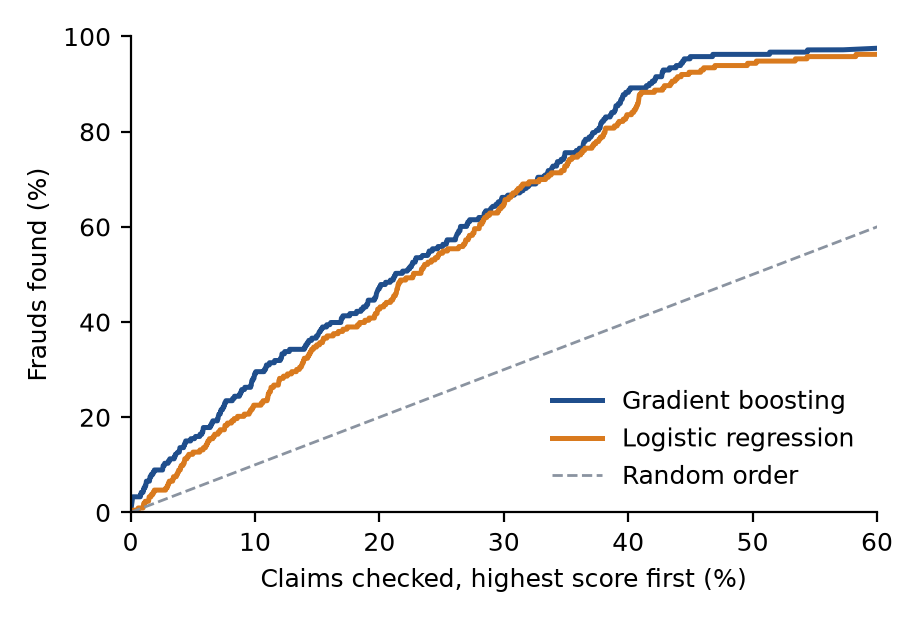 Frauds found (%)
100
80
60
40
20
0
0 10 20 30 40 50 60
Claims checked, highest score first (%)
Gradient boosting
Logistic regression
Random order